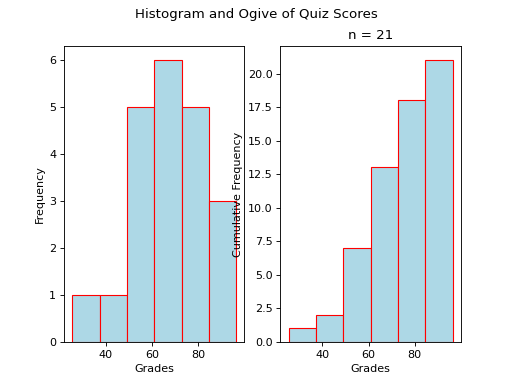 Histogram and Ogive of Quiz Scores
Frequency
6
5
4
3
2
1
0
40 60 80
Grades
n = 21
Cumulative Frequency
20.0
17.5
15.0
12.5
10.0
7.5
5.0
2.5
0.0
40 60 80
Grades